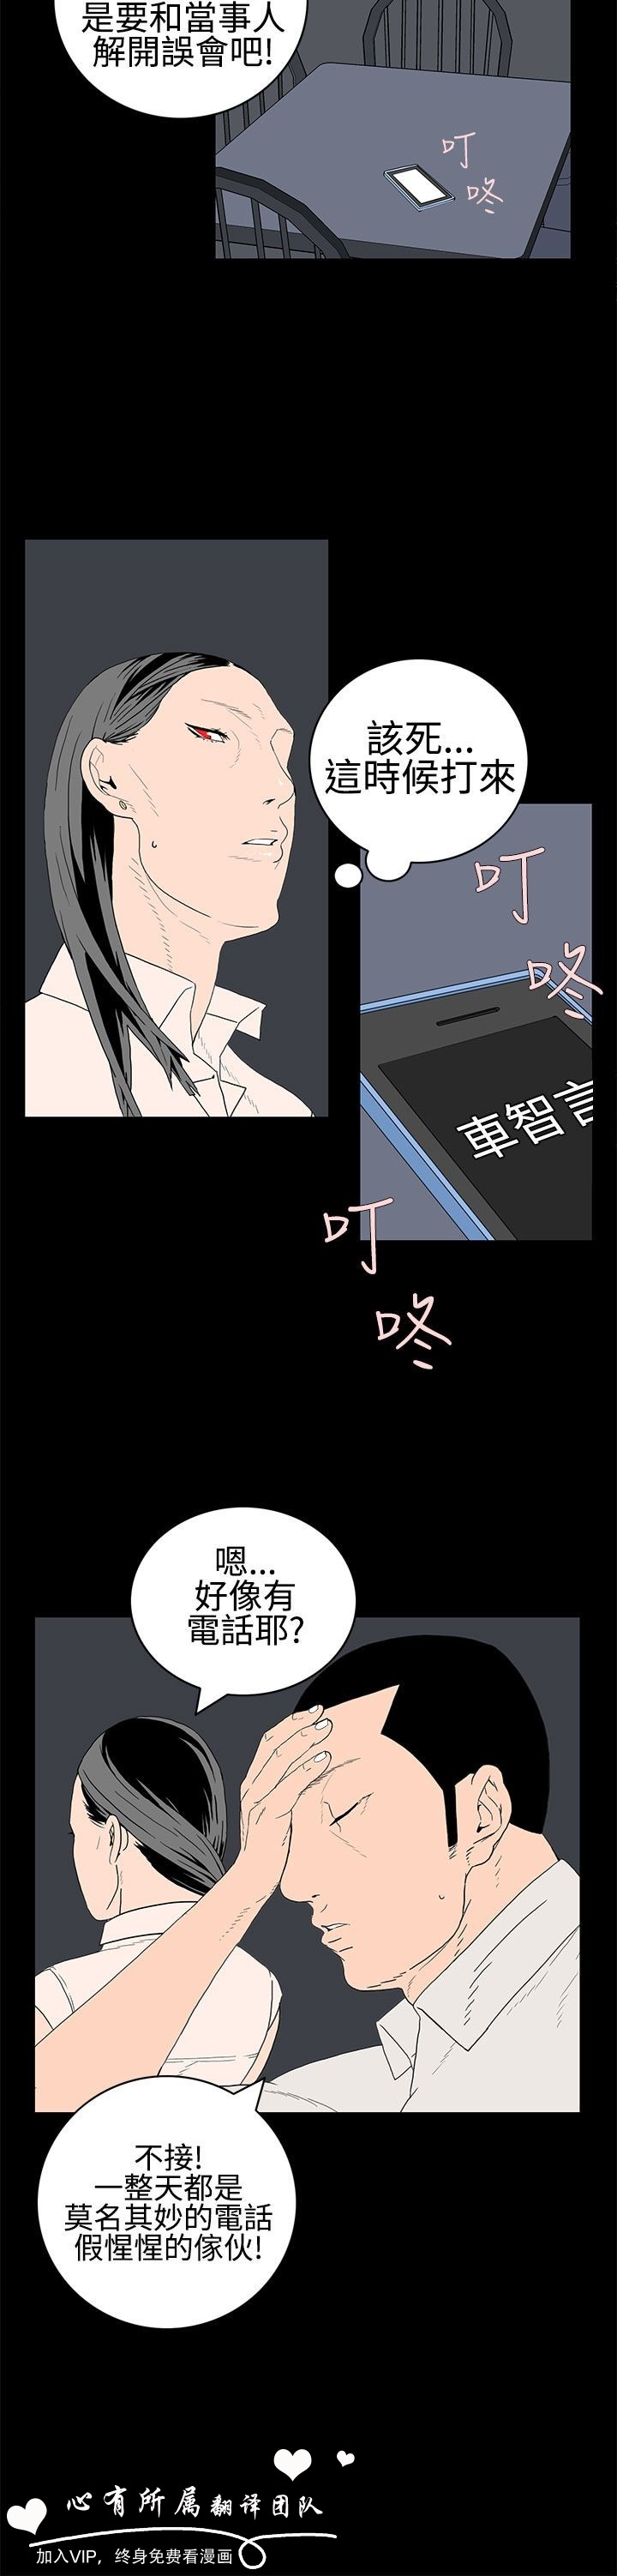 是要和當事人
解開誤會吧!
叮
咚
該死...
這時候打來
叮
咚
車智言
叮
咚
嗯...
好像有
電話耶?
不接!
一整天都是
莫名其妙的電話
假惺惺的傢伙!
心有所属翻译团队
加入VIP，终身免费看漫画